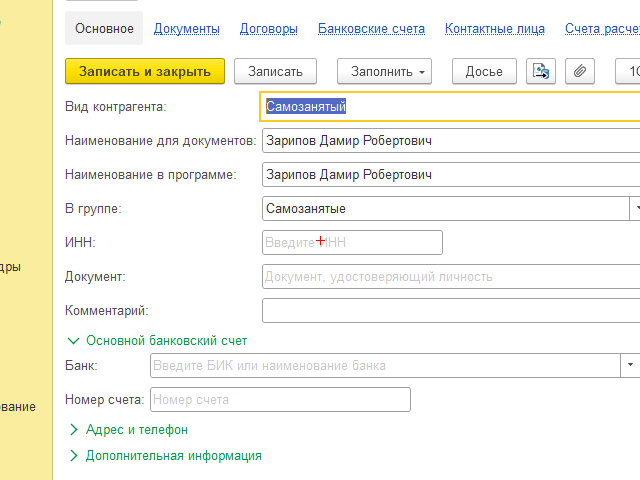 Основное Документы Договоры Банковские счета Контактные лица Счета расчет
Записать и закрыть Записать Заполнить Досье 1С
Вид контрагента: Самозанятый
Наименование для документов: Зарипов Дамир Робертович
Наименование в программе: Зарипов Дамир Робертович
В группе: Самозанятые
ИНН: Введите ИНН
дры
Документ: Документ, удостоверяющий личность
Комментарий:
Основной банковский счет
Банк: Введите БИК или наименование банка
Номер счета: Номер счета
ование
Адрес и телефон
Дополнительная информация